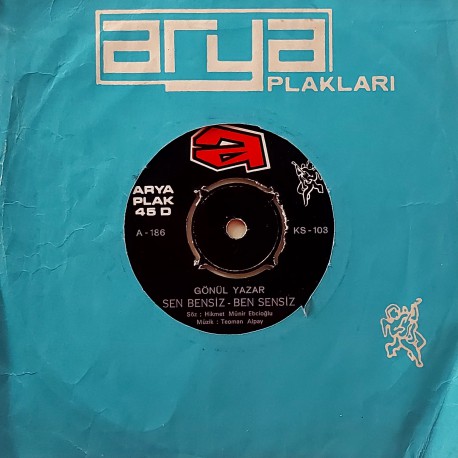 arya
PLAKLARI
ARYA
PLAK
45 D
A - 186
KS - 103
GÖNÜL YAZAR
SEN BENSİZ - BEN SENSİZ
Söz : Hikmet Münir Ebcioğlu
Müzik : Teoman Alpay